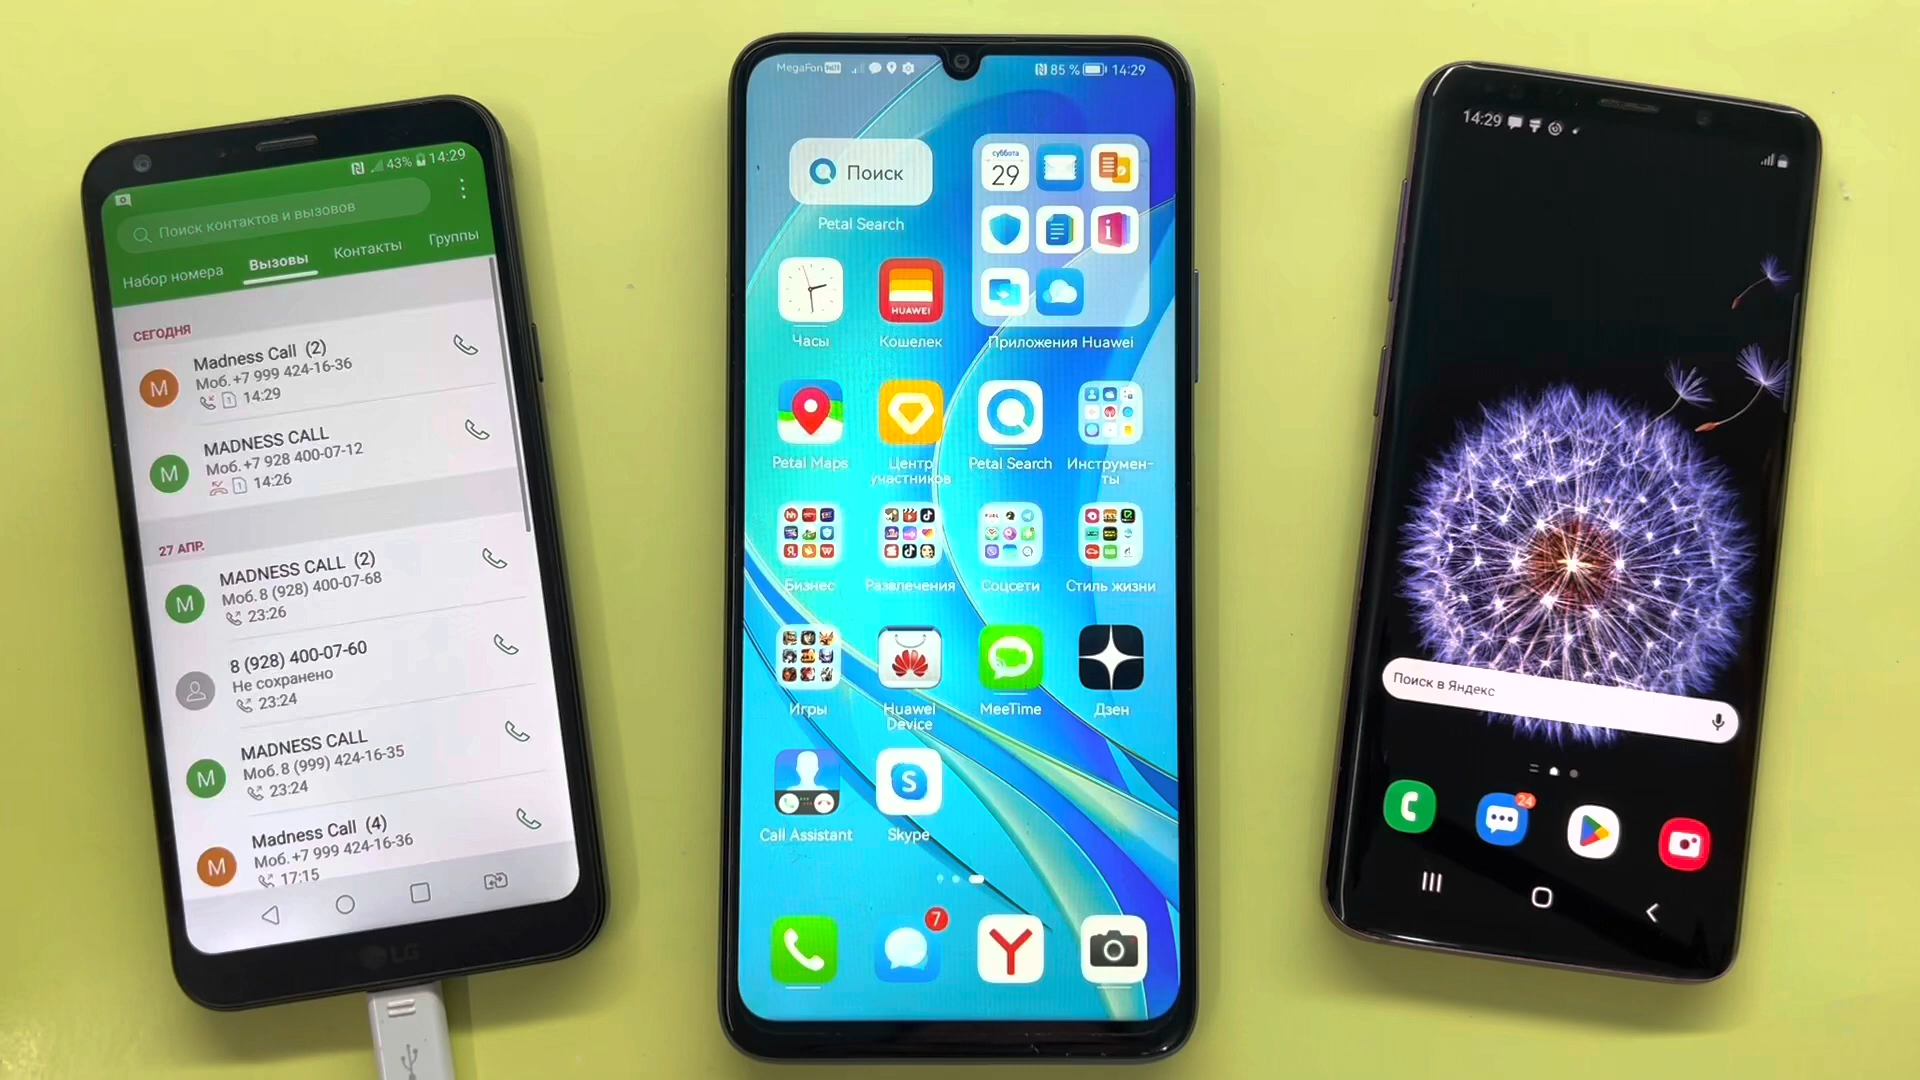 43% 14:29
Поиск контактов и вызовов
Набор номера Вызовы Контакты Группы
СЕГОДНЯ
M
Madness Call (2)
Моб.+7 999 424-16-36
1 14:29
M
MADNESS CALL
Моб.+7 928 400-07-12
1 14:26
27 АПР.
M
MADNESS CALL (2)
Моб.8 (928) 400-07-68
23:26
8 (928) 400-07-60
Не сохранено
23:24
M
MADNESS CALL
Моб.8 (999) 424-16-35
23:24
M
Madness Call (4)
Моб.+7 999 424-16-36
17:15
LG
MegaFon 85 % 14:29
Поиск
Petal Search
суббота
29
Часы
HUAWEI
Кошелек
Приложения Huawei
Petal Maps
Центр участников
Petal Search
Инструмен-
ты
Бизнес
Развлечения
Соцсети
Стиль жизни
Игры
Huawei
Device
MeeTime
Дзен
Call Assistant
Skype
7
14:29
Поиск в Яндекс
24